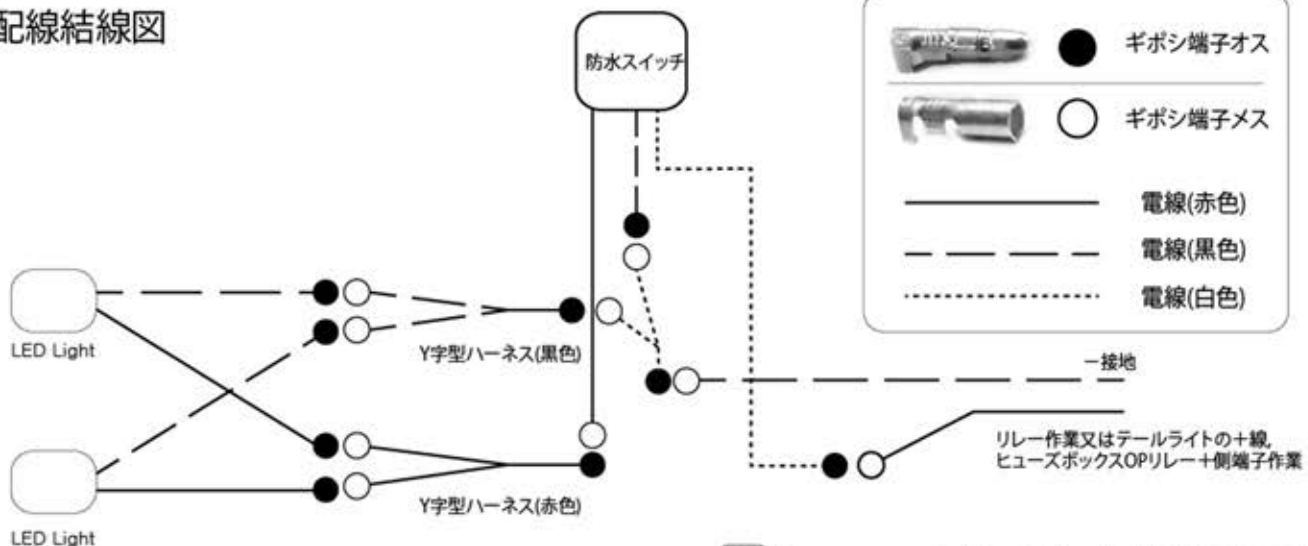 配線結線図
防水スイッチ
ギボシ端子オス
ギボシ端子メス
電線(赤色)
電線(黒色)
電線(白色)
LED Light
Y字型ハーネス(黒色)
ー接地
リレー作業又はテールライトの+線,
ヒューズボックスOPリレー+側端子作業
Y字型ハーネス(赤色)
LED Light